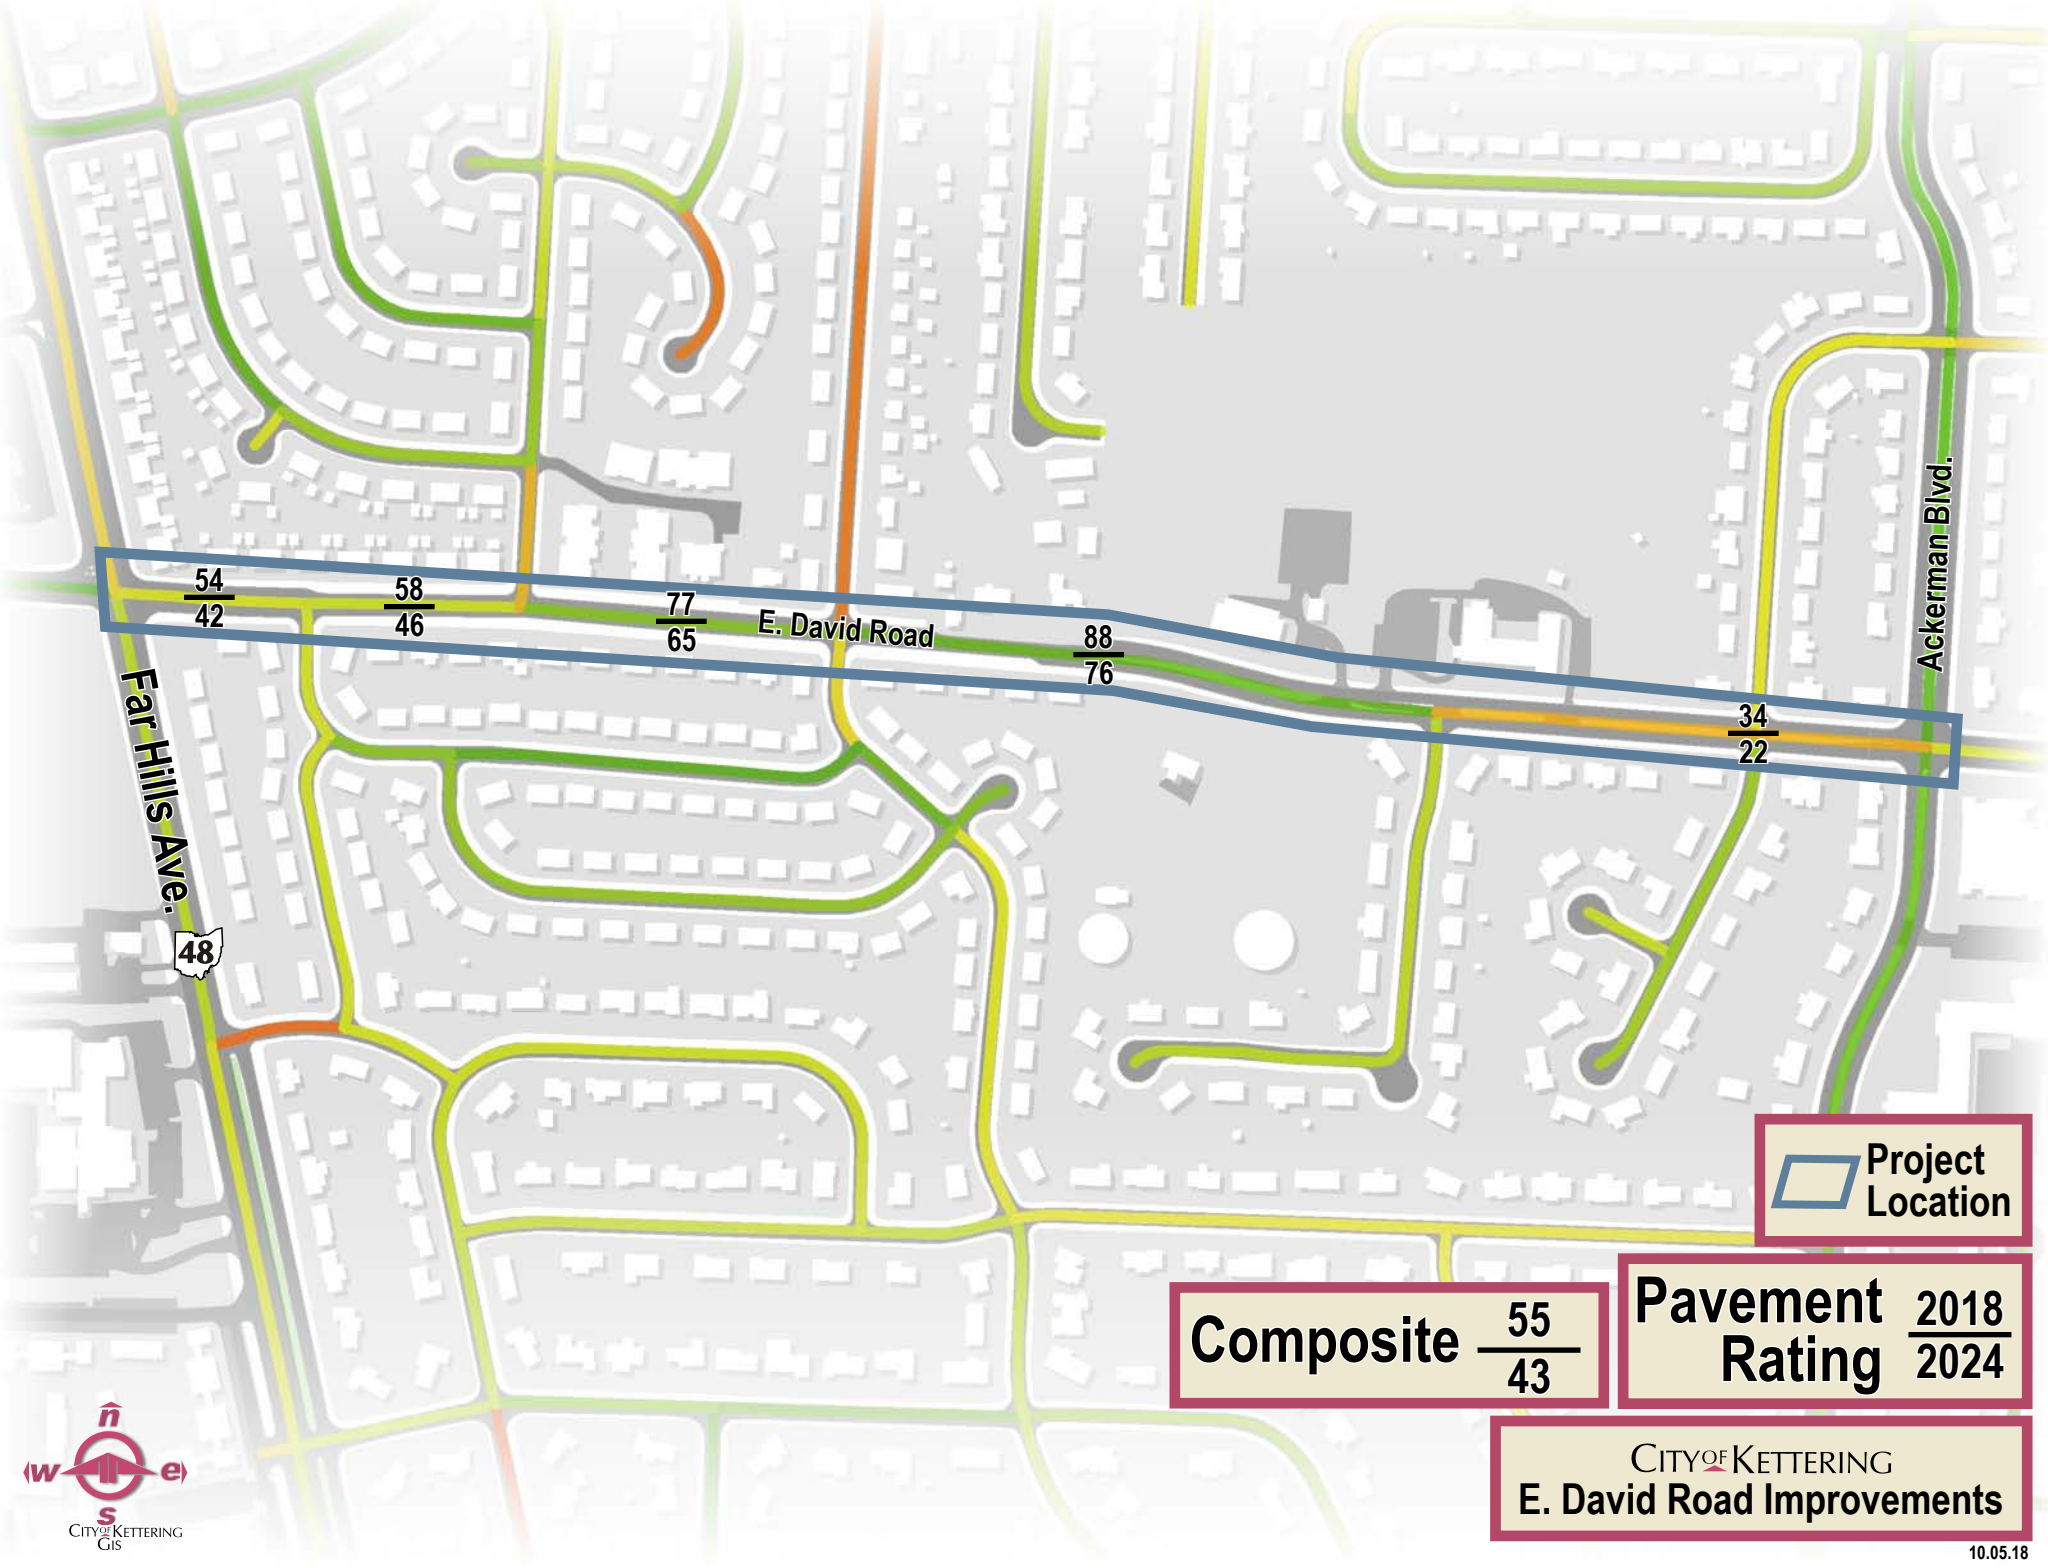 54
42
58
46
77
65
E. David Road
88
76
34
22
Ackerman Blvd.
Far Hills Ave.
48
Project
Location
Composite 55
43
Pavement
Rating
2018
2024
CITY OF KETTERING
E. David Road Improvements
n
w e
s
CITY OF KETTERING
GIS
10.05.18